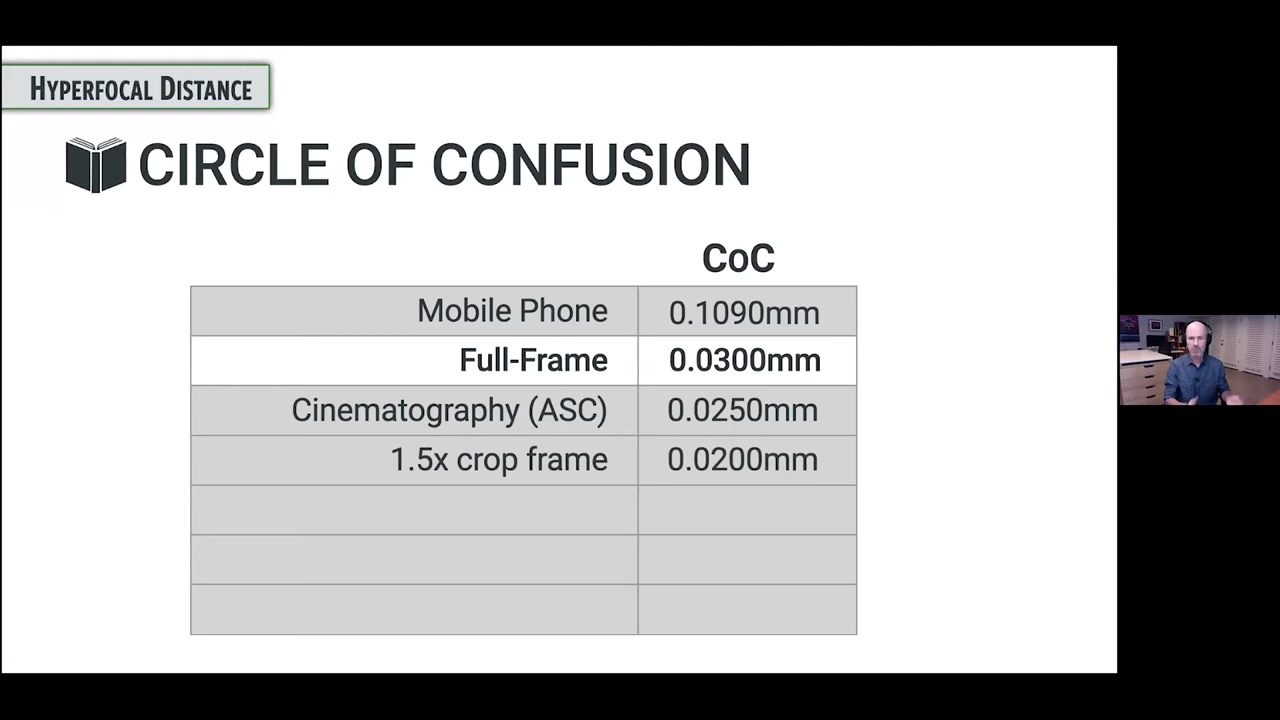 HYPERFOCAL DISTANCE
CIRCLE OF CONFUSION
CoC
Mobile Phone 0.1090mm
Full-Frame 0.0300mm
Cinematography (ASC) 0.0250mm
1.5x crop frame 0.0200mm